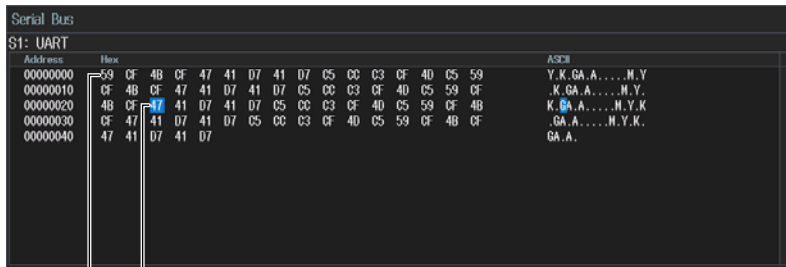 Serial Bus
S1: UART
Address Hex ASCII
00000000 59 CF 4B CF 47 41 D7 41 D7 C5 CC C3 CF 4D C5 59 Y.K.GA.A.....M.Y
00000010 CF 4B CF 47 41 D7 41 D7 C5 CC C3 CF 4D C5 59 CF .K.GA.A.....M.Y.
00000020 4B CF 47 41 D7 41 D7 C5 CC C3 CF 4D C5 59 CF 4B K.GA.A.....M.Y.K
00000030 CF 47 41 D7 41 D7 C5 CC C3 CF 4D C5 59 CF 4B CF .GA.A.....M.Y.K.
00000040 47 41 D7 41 D7 GA.A.